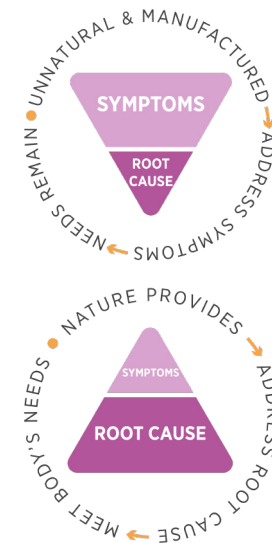 UNNATURAL & MANUFACTURED
ADDRESS SYMPTOMS
NEEDS REMAIN
SYMPTOMS
ROOT
CAUSE
NATURE PROVIDES
ADDRESS ROOT CAUSE
MEET BODY'S NEEDS
SYMPTOMS
ROOT CAUSE